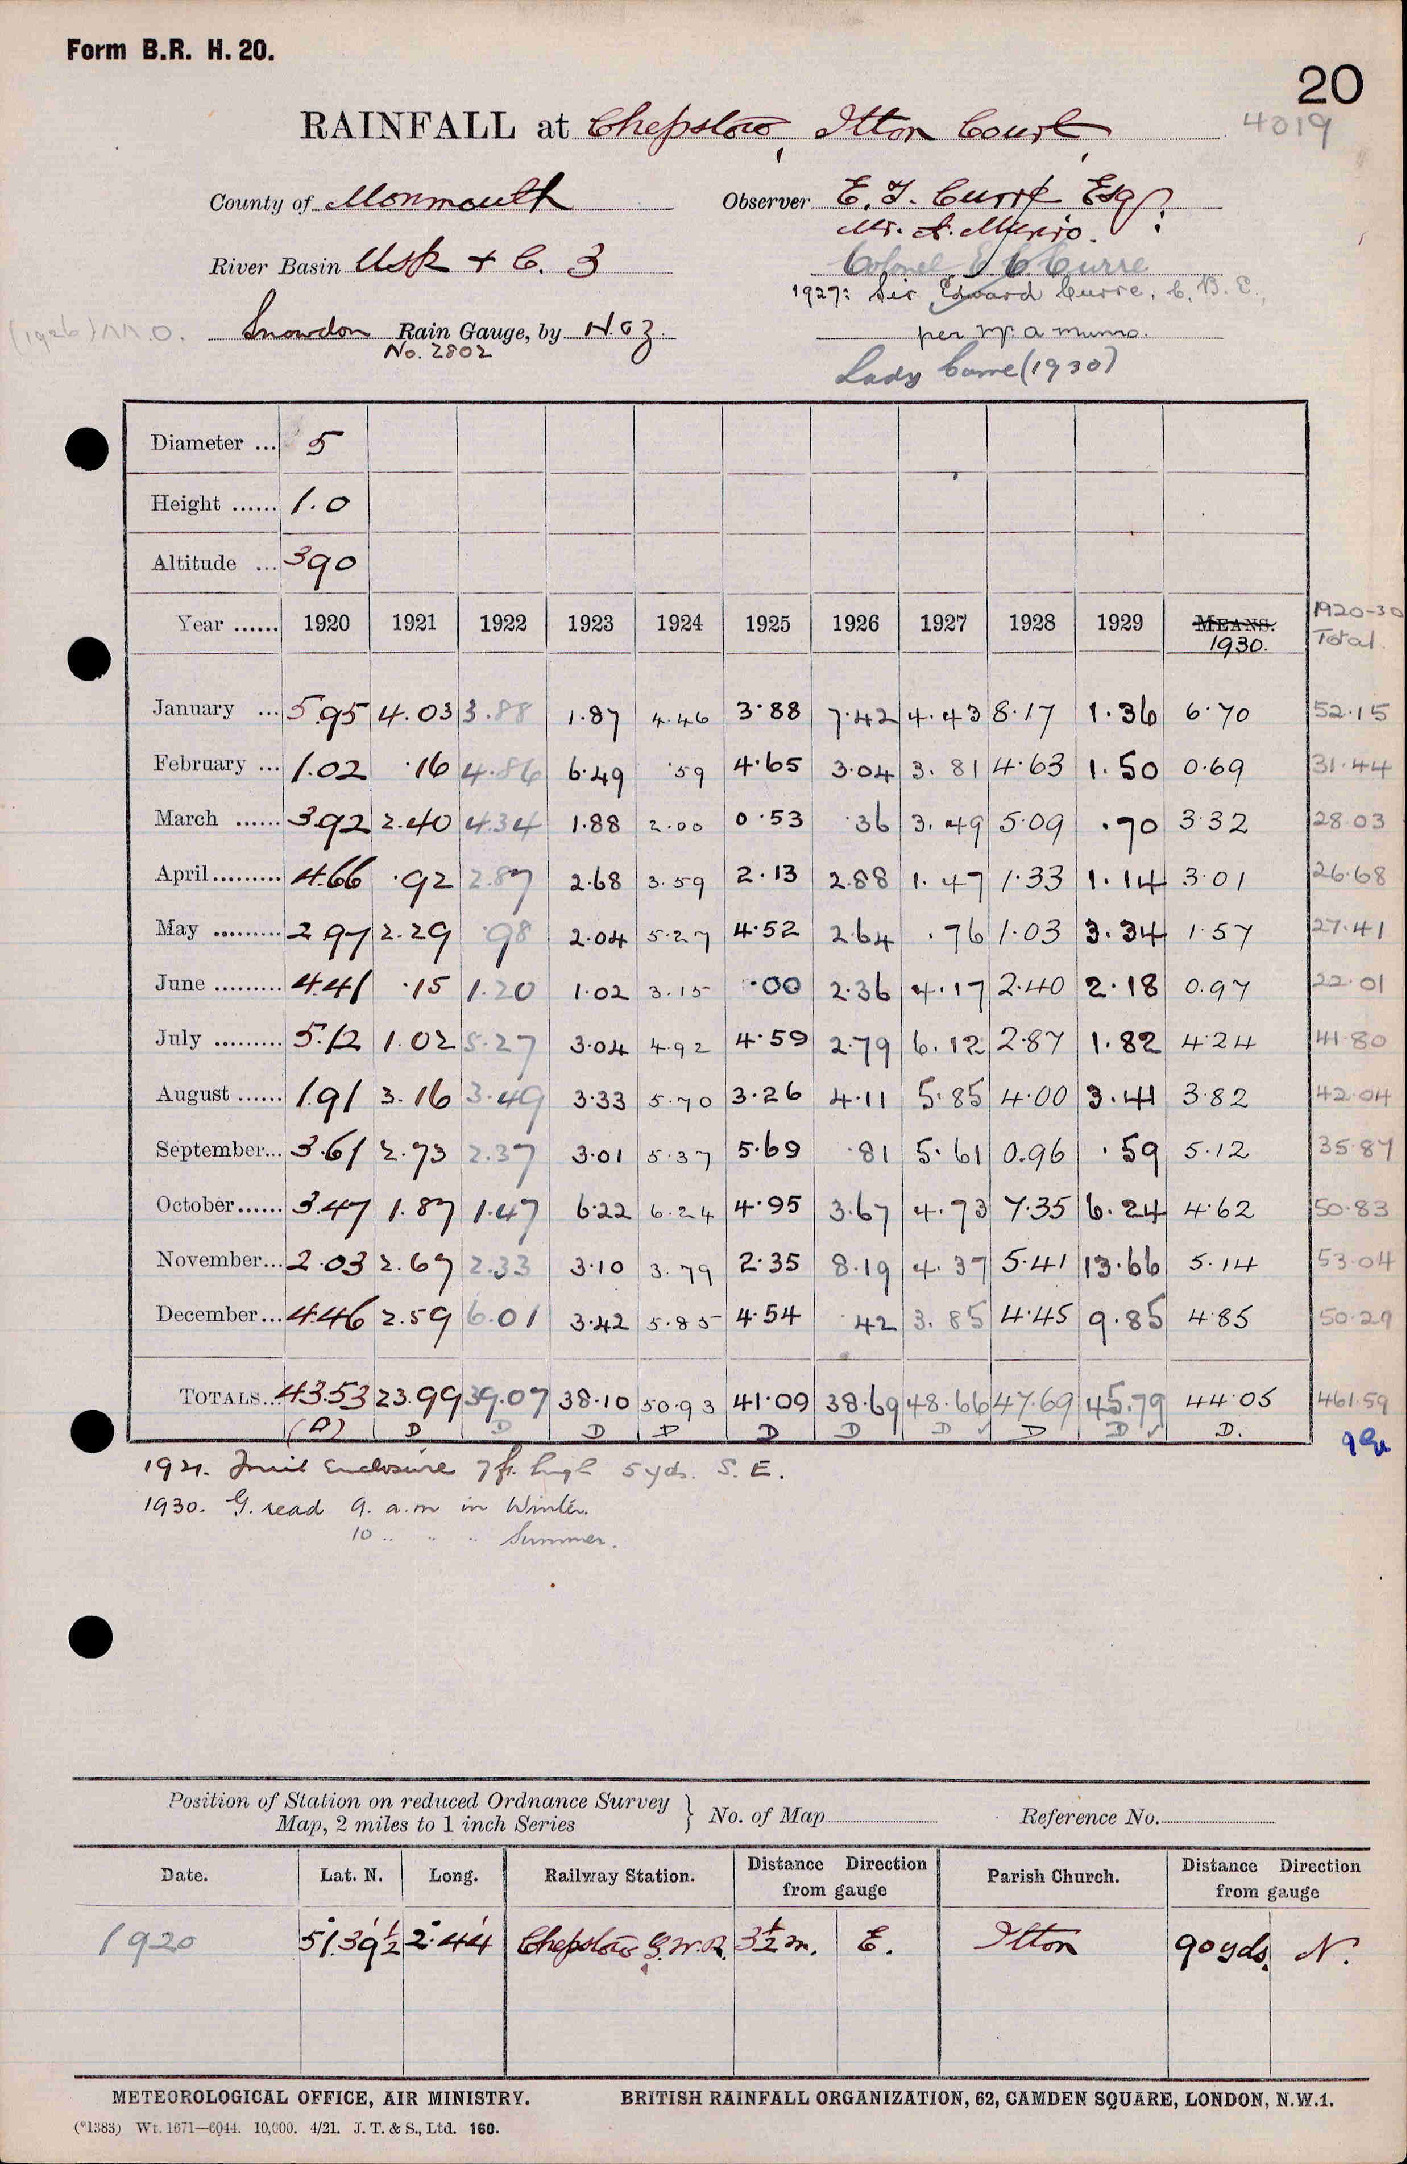 Form B.R. H. 20.
20
RAINFALL at Chepstow, Itton Court,
4019
County of Monmouth
Observer E. J. Curré Esq.
Mr. A. Munro.
River Basin Usk + C. 3
Colonel E C Curre
1927: Sir Edward Curre, C. B. E.,
(1926) M.O. Snowdon Rain Gauge, by N & Z.
per Mr. A Munro.
No. 2802
Lady Curre (1930)
Diameter ... 5
Height ...... 1.0
Altitude ... 390
Year ...... 1920 1921 1922 1923 1924 1925 1926 1927 1928 1929 MEANS. 1930. 1920-30 Total
January ... 5.95 4.03 3.88 1.87 4.46 3.88 7.42 4.43 8.17 1.36 6.70 52.15
February ... 1.02 .16 4.86 6.49 .59 4.65 3.04 3.81 4.63 1.50 0.69 31.44
March ...... 3.92 2.40 4.34 1.88 2.00 0.53 .36 3.49 5.09 .70 3.32 28.03
April......... 4.66 .92 2.87 2.68 3.59 2.13 2.88 1.47 1.33 1.14 3.01 26.68
May ......... 2.97 2.29 .98 2.04 5.27 4.52 2.64 .76 1.03 3.34 1.57 27.41
June ......... 4.41 .15 1.20 1.02 3.15 .00 2.36 4.17 2.40 2.18 0.97 22.01
July ......... 5.12 1.02 5.27 3.04 4.92 4.59 2.79 6.12 2.87 1.82 4.24 41.80
August ...... 1.91 3.16 3.49 3.33 5.70 3.26 4.11 5.85 4.00 3.41 3.82 42.04
September... 3.61 2.73 2.37 3.01 5.37 5.69 .81 5.61 0.96 .59 5.12 35.87
October...... 3.47 1.87 1.47 6.22 6.24 4.95 3.67 4.73 7.35 6.24 4.62 50.83
November... 2.03 2.67 2.33 3.10 3.79 2.35 8.19 4.37 5.41 13.66 5.14 53.04
December... 4.46 2.59 6.01 3.42 5.85 4.54 .42 3.85 4.45 9.85 4.85 50.29
TOTALS... 43.53 23.99 39.07 38.10 50.93 41.09 38.69 48.66 47.69 45.79 44.05 461.59
(D) D D D D D D D D D D.
1921. Fruit Enclosure 7 ft. high 5 yds. S. E.
1930. G. read 9. a.m in Winter.
10 .. .. .. Summer.
Position of Station on reduced Ordnance Survey
Map, 2 miles to 1 inch Series
No. of Map
Reference No.
Date. Lat. N. Long. Railway Station. Distance Direction from gauge Parish Church. Distance Direction from gauge
1920 51° 39' ½ 2° 44' Chepstow, G.W.R. 3½ m. E. Itton 90 yds. N.
METEOROLOGICAL OFFICE, AIR MINISTRY.
BRITISH RAINFALL ORGANIZATION, 62, CAMDEN SQUARE, LONDON, N.W.1.
(*1383) Wt. 1671—6044. 10,000. 4/21. J. T. & S., Ltd. 160.